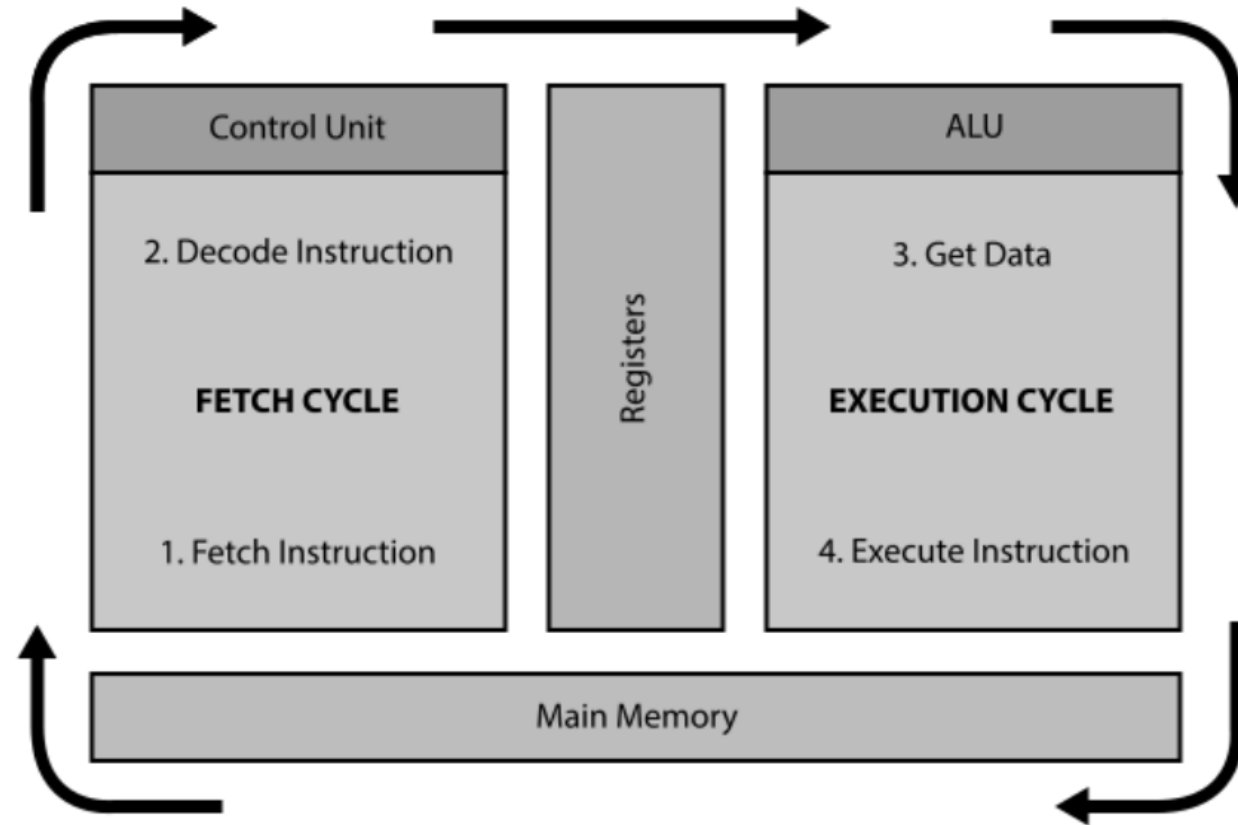 Control Unit
2. Decode Instruction
FETCH CYCLE
1. Fetch Instruction
Registers
ALU
3. Get Data
EXECUTION CYCLE
4. Execute Instruction
Main Memory